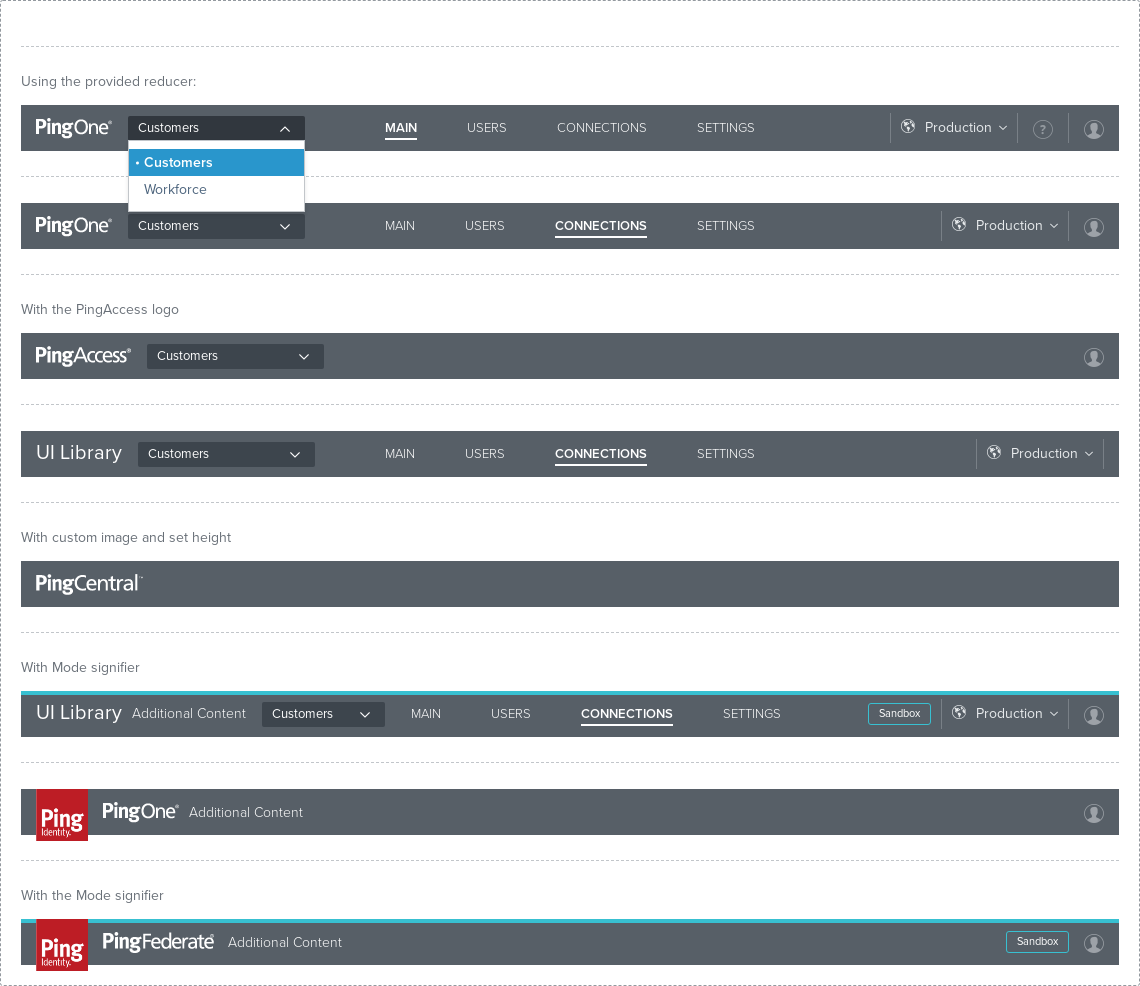 Using the provided reducer:
PingOne® Customers MAIN USERS CONNECTIONS SETTINGS Production ?
• Customers
Workforce
PingOne® Customers MAIN USERS CONNECTIONS SETTINGS Production
With the PingAccess logo
PingAccess® Customers
UI Library Customers MAIN USERS CONNECTIONS SETTINGS Production
With custom image and set height
PingCentral™
With Mode signifier
UI Library Additional Content Customers MAIN USERS CONNECTIONS SETTINGS Sandbox Production
Ping Identity. PingOne® Additional Content
With the Mode signifier
Ping Identity. PingFederate® Additional Content Sandbox